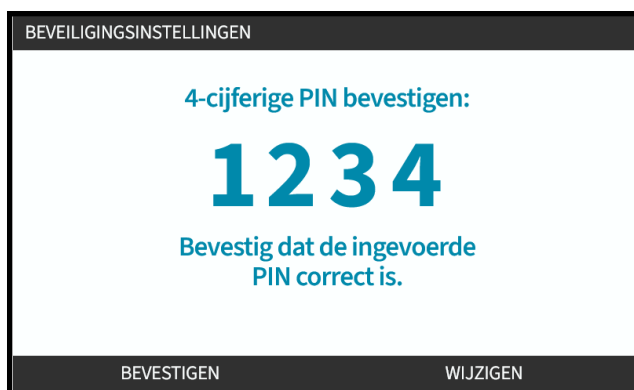 BEVEILIGINGSINSTELLINGEN
4-cijferige PIN bevestigen:
1234
Bevestig dat de ingevoerde
PIN correct is.
BEVESTIGEN WIJZIGEN